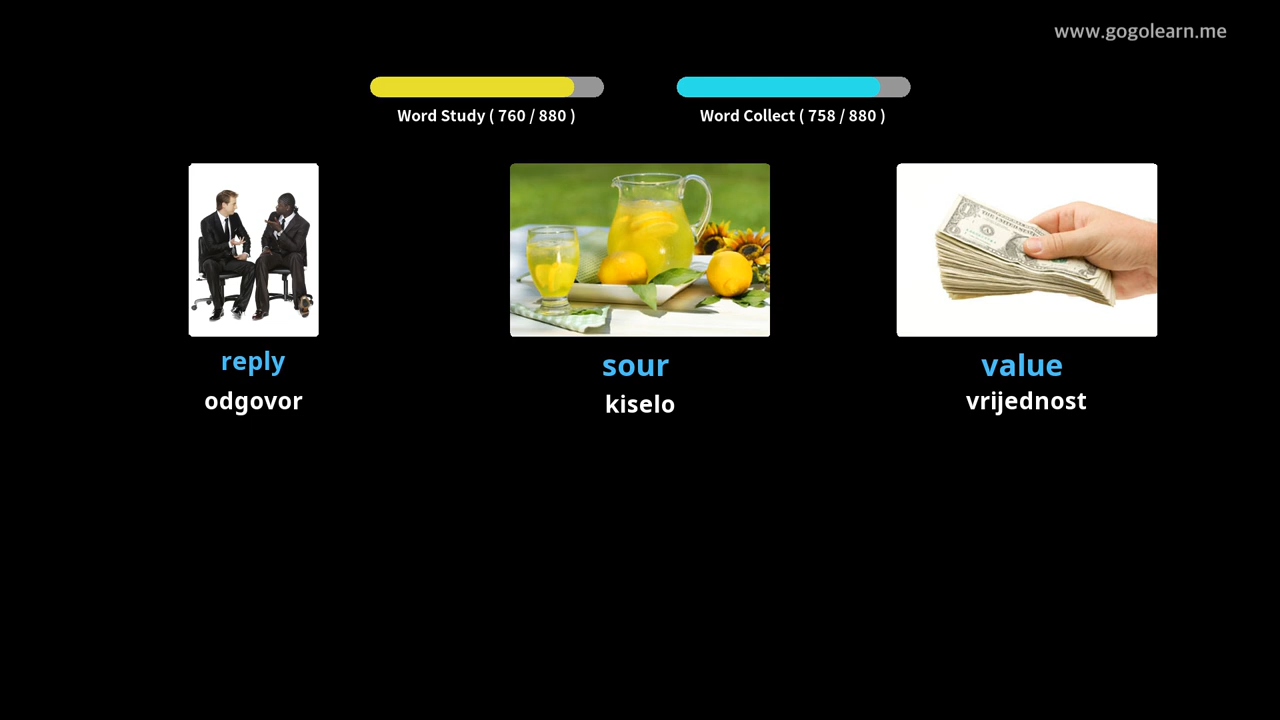 www.gogolearn.me
Word Study ( 760 / 880 )
Word Collect ( 758 / 880 )
reply
odgovor
sour
kiselo
value
vrijednost